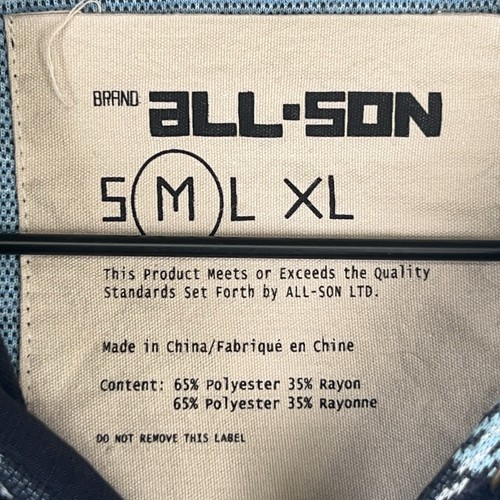 BRAND ALL·SON
S M L XL
This Product Meets or Exceeds the Quality
Standards Set Forth by ALL-SON LTD.
Made in China/Fabriqué en Chine
Content: 65% Polyester 35% Rayon
65% Polyester 35% Rayonne
DO NOT REMOVE THIS LABEL